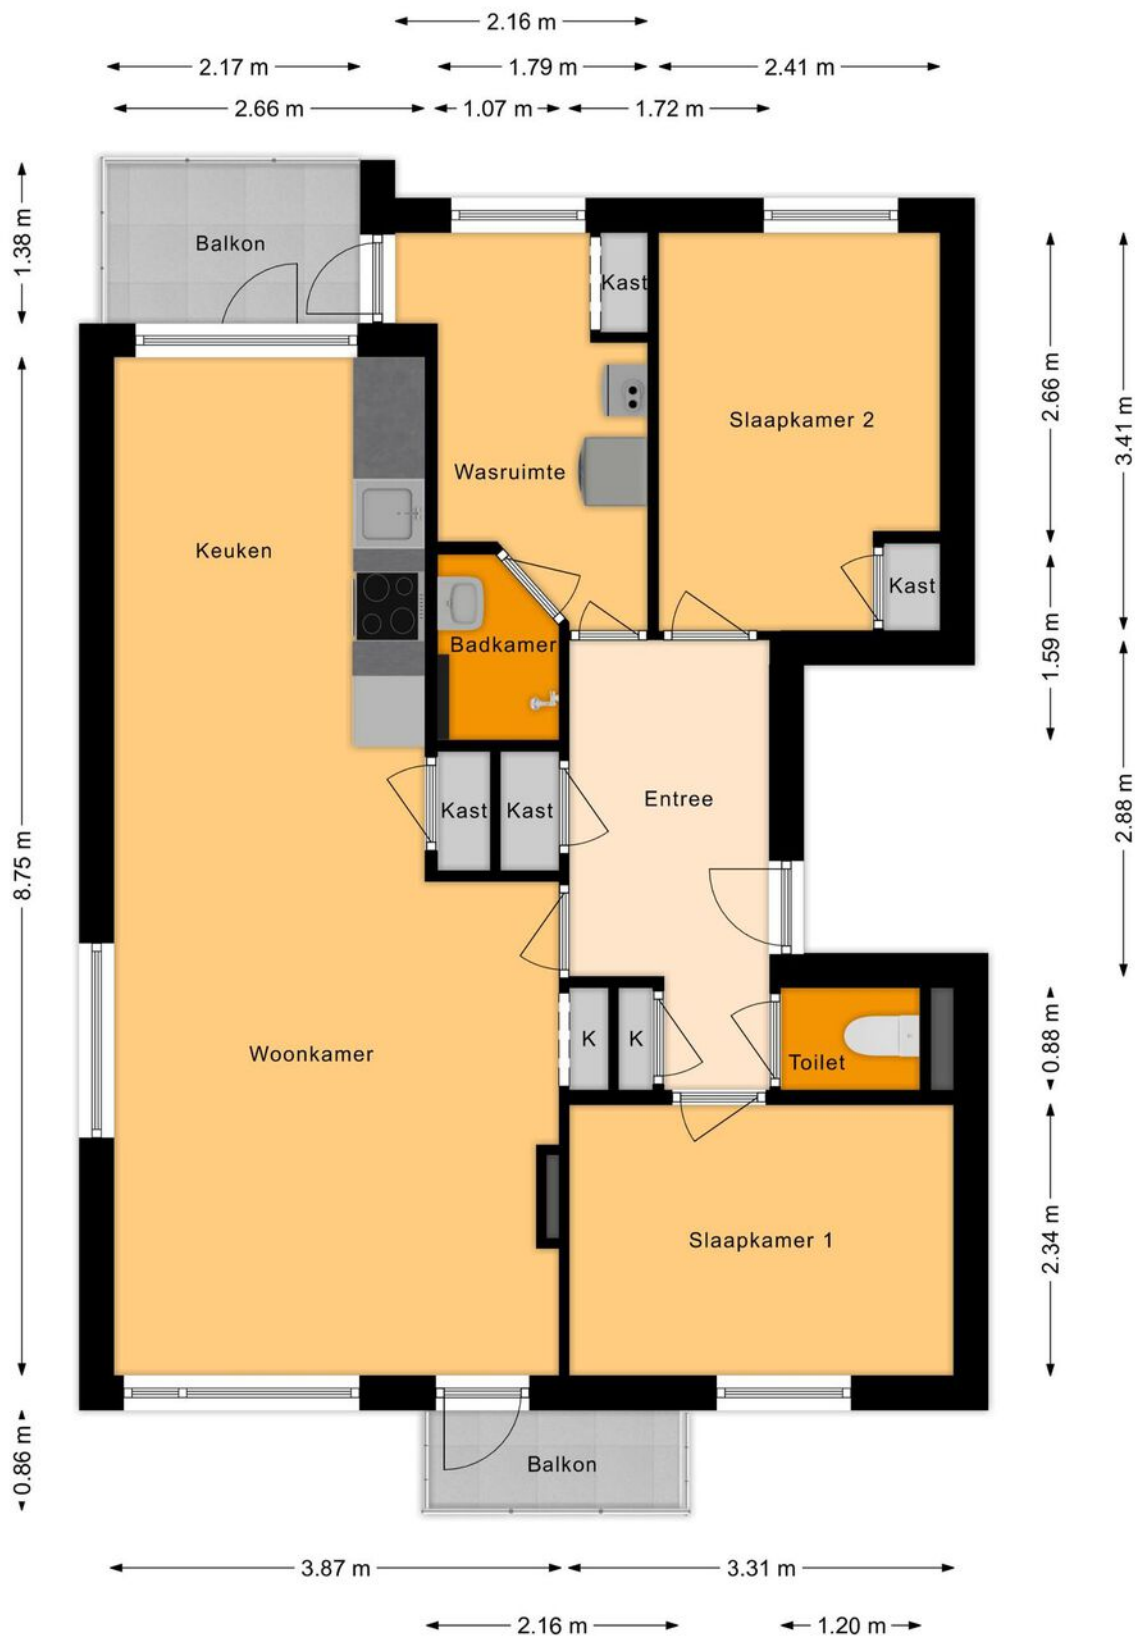 2.16 m
2.17 m
1.79 m
2.41 m
2.66 m
1.07 m
1.72 m
1.38 m
Balkon
Kast
2.66 m
3.41 m
Slaapkamer 2
Wasruimte
Keuken
Kast
Badkamer
1.59 m
Entree
Kast
Kast
2.88 m
8.75 m
K
K
0.88 m
Woonkamer
Toilet
Slaapkamer 1
2.34 m
0.86 m
Balkon
3.87 m
3.31 m
2.16 m
1.20 m